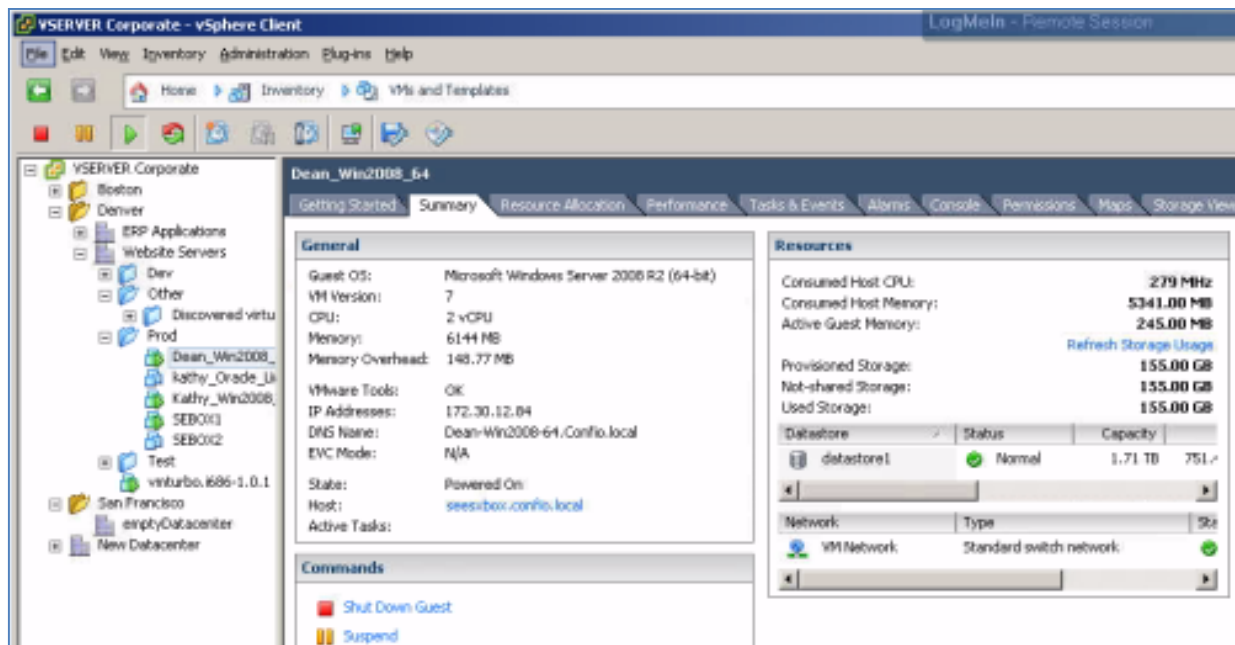 VSERVER Corporate - vSphere Client
LogMeIn - Remote Session
File Edit View Inventory Administration Plug-ins Help
Home Inventory VMs and Templates
VSERVER Corporate
Boston
Denver
ERP Applications
Website Servers
Dev
Other
Discovered virtu
Prod
Dean_Win2008_
kathy_Oracle_Li
Kathy_Win2008_
SEBOX1
SEBOX2
Test
vmturbo.i686-1.0.1
San Francisco
emptyDatacenter
New Datacenter
Dean_Win2008_64
Getting Started Summary Resource Allocation Performance Tasks & Events Alarms Console Permissions Maps Storage View
General
Guest OS: Microsoft Windows Server 2008 R2 (64-bit)
VM Version: 7
CPU: 2 vCPU
Memory: 6144 MB
Memory Overhead: 148.77 MB
VMware Tools: OK
IP Addresses: 172.30.12.84
DNS Name: Dean-Win2008-64.Confio.local
EVC Mode: N/A
State: Powered On
Host: seesxbox.confio.local
Active Tasks:
Commands
Shut Down Guest
Suspend
Resources
Consumed Host CPU: 279 MHz
Consumed Host Memory: 5341.00 MB
Active Guest Memory: 245.00 MB
Refresh Storage Usage
Provisioned Storage: 155.00 GB
Not-shared Storage: 155.00 GB
Used Storage: 155.00 GB
Datastore Status Capacity
datastore1 Normal 1.71 TB 751.
Network Type Sta
VM Network Standard switch network